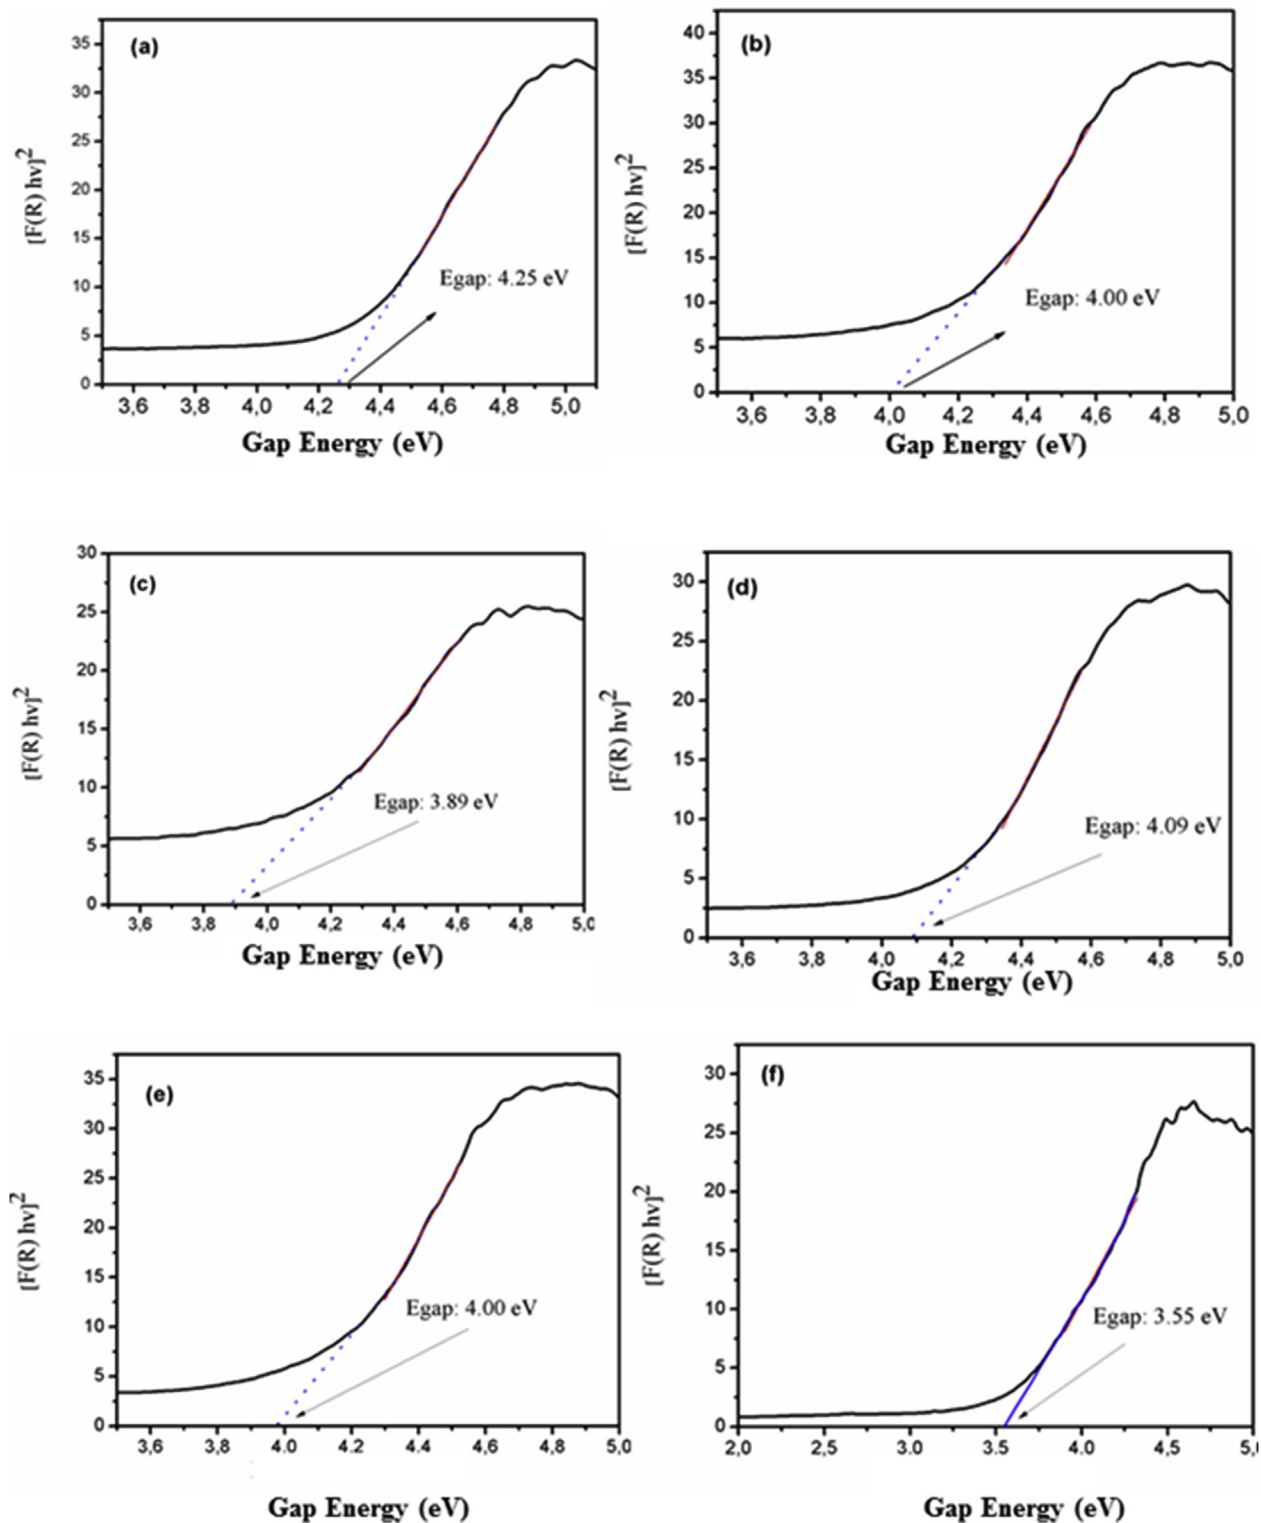 (a)
35
30
25
20
15
10
5
0
[F(R) hv]2
Egap: 4.25 eV
3,6 3,8 4,0 4,2 4,4 4,6 4,8 5,0
Gap Energy (eV)
(b)
40
35
30
25
20
15
10
5
0
[F(R) hv]2
Egap: 4.00 eV
3,6 3,8 4,0 4,2 4,4 4,6 4,8 5,0
Gap Energy (eV)
(c)
30
25
20
15
10
5
0
[F(R) hv]2
Egap: 3.89 eV
3,6 3,8 4,0 4,2 4,4 4,6 4,8 5,0
Gap Energy (eV)
(d)
30
25
20
15
10
5
0
[F(R) hv]2
Egap: 4.09 eV
3,6 3,8 4,0 4,2 4,4 4,6 4,8 5,0
Gap Energy (eV)
(e)
35
30
25
20
15
10
5
0
[F(R) hv]2
Egap: 4.00 eV
3,6 3,8 4.0 4.2 4.4 4,6 4,8 5,0
Gap Energy (eV)
(f)
30
25
20
15
10
5
0
[F(R) hv]2
Egap: 3.55 eV
2,0 2,5 3.0 3.5 4.0 4,5 5,
Gap Energy (eV)